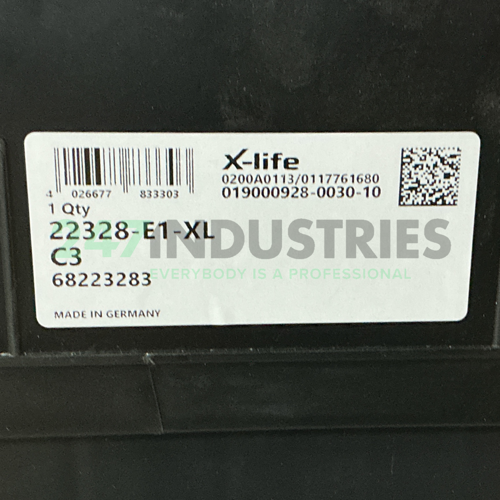 X-life
0200A0113/0117761680
019000928-0030-10
4 026677 833303
1 Qty
22328-E1-XL
C3
68223283
MADE IN GERMANY
247 INDUSTRIES
EVERYBODY IS A PROFESSIONAL